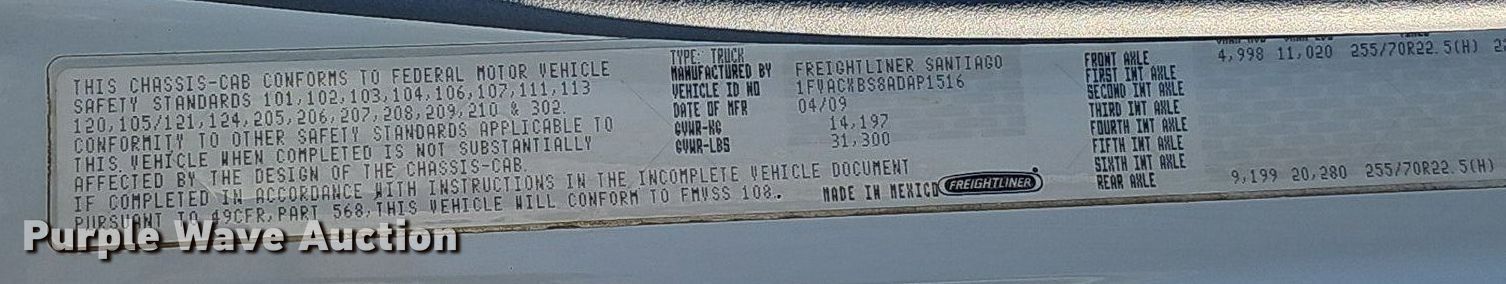 THIS CHASSIS-CAB CONFORMS TO FEDERAL MOTOR VEHICLE
SAFETY STANDARDS 101,102,103,104,106,107,111,113
120,105/121,124,205,206,207,208,209,210 & 302.
CONFORMITY TO OTHER SAFETY STANDARDS APPLICABLE TO
THIS VEHICLE WHEN COMPLETED IS NOT SUBSTANTIALLY
AFFECTED BY THE DESIGN OF THE CHASSIS-CAB.
IF COMPLETED IN ACCORDANCE WITH INSTRUCTIONS IN THE INCOMPLETE VEHICLE DOCUMENT
PURSUANT TO 49CFR,PART 568,THIS VEHICLE WILL CONFORM TO FMVSS 108.
TYPE: TRUCK
MANUFACTURED BY FREIGHTLINER SANTIAGO
VEHICLE ID NO 1FVACXBS8ADAP1516
DATE OF MFR 04/09
GVWR-KG 14,197
GVWR-LBS 31,300
MADE IN MEXICO FREIGHTLINER
FRONT AXLE 4,998 11,020 255/70R22.5(H)
FIRST INT AXLE
SECOND INT AXLE
THIRD INT AXLE
FOURTH INT AXLE
FIFTH INT AXLE
SIXTH INT AXLE
REAR AXLE 9,199 20,280 255/70R22.5(H)
Purple Wave Auction